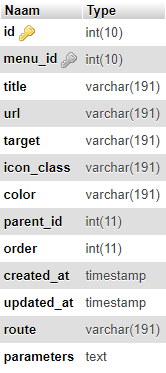 Naam Type
id int(10)
menu_id int(10)
title varchar(191)
url varchar(191)
target varchar(191)
icon_class varchar(191)
color varchar(191)
parent_id int(11)
order int(11)
created_at timestamp
updated_at timestamp
route varchar(191)
parameters text